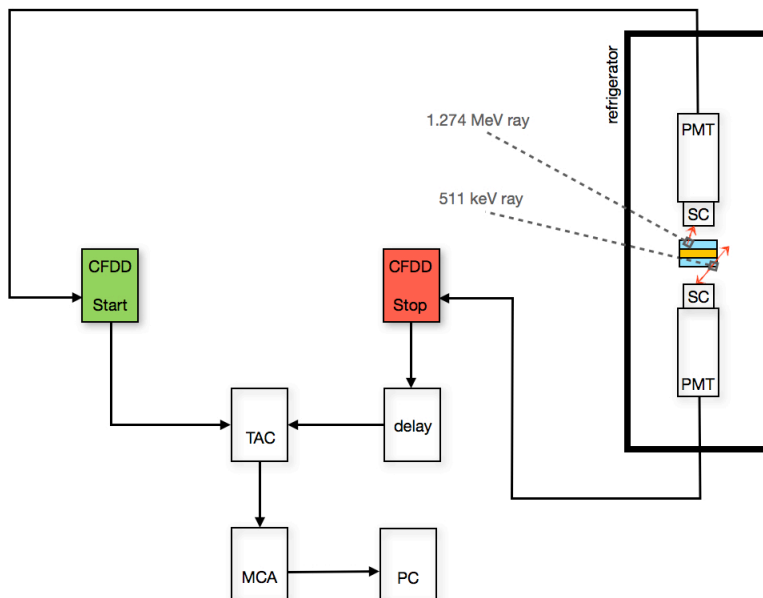 refrigerator
1.274 MeV ray
PMT
511 keV ray
SC
CFDD
Start
CFDD
Stop
SC
PMT
TAC
delay
MCA
PC